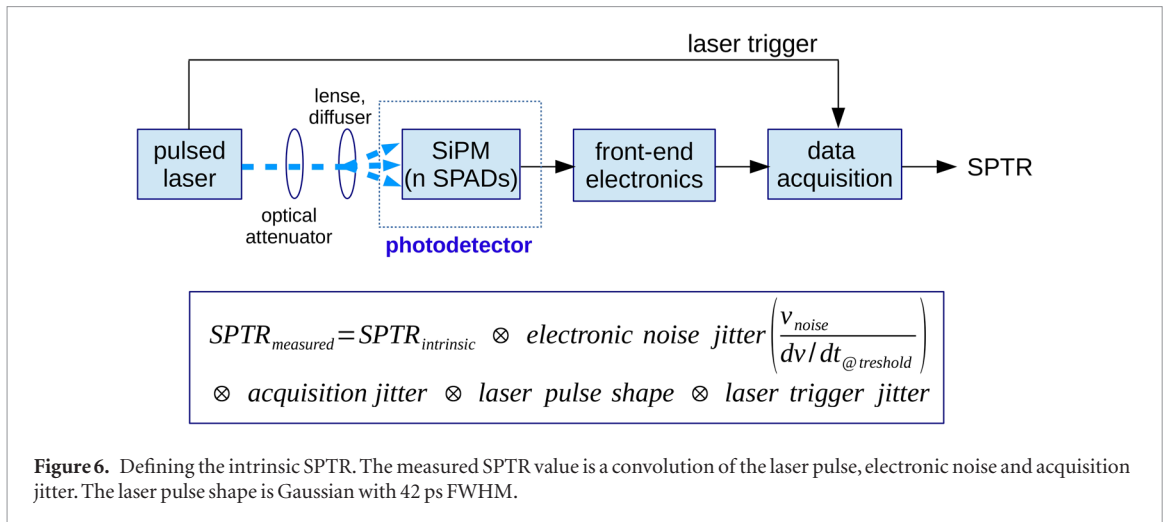 laser trigger
lense,
diffuser
pulsed
laser
optical
attenuator
SiPM
(n SPADs)
photodetector
front-end
electronics
data
acquisition
SPTR
SPTR_measured = SPTR_intrinsic ⊗ electronic noise jitter (v_noise / dv/dt_@treshold)
⊗ acquisition jitter ⊗ laser pulse shape ⊗ laser trigger jitter
Figure 6. Defining the intrinsic SPTR. The measured SPTR value is a convolution of the laser pulse, electronic noise and acquisition
jitter. The laser pulse shape is Gaussian with 42 ps FWHM.